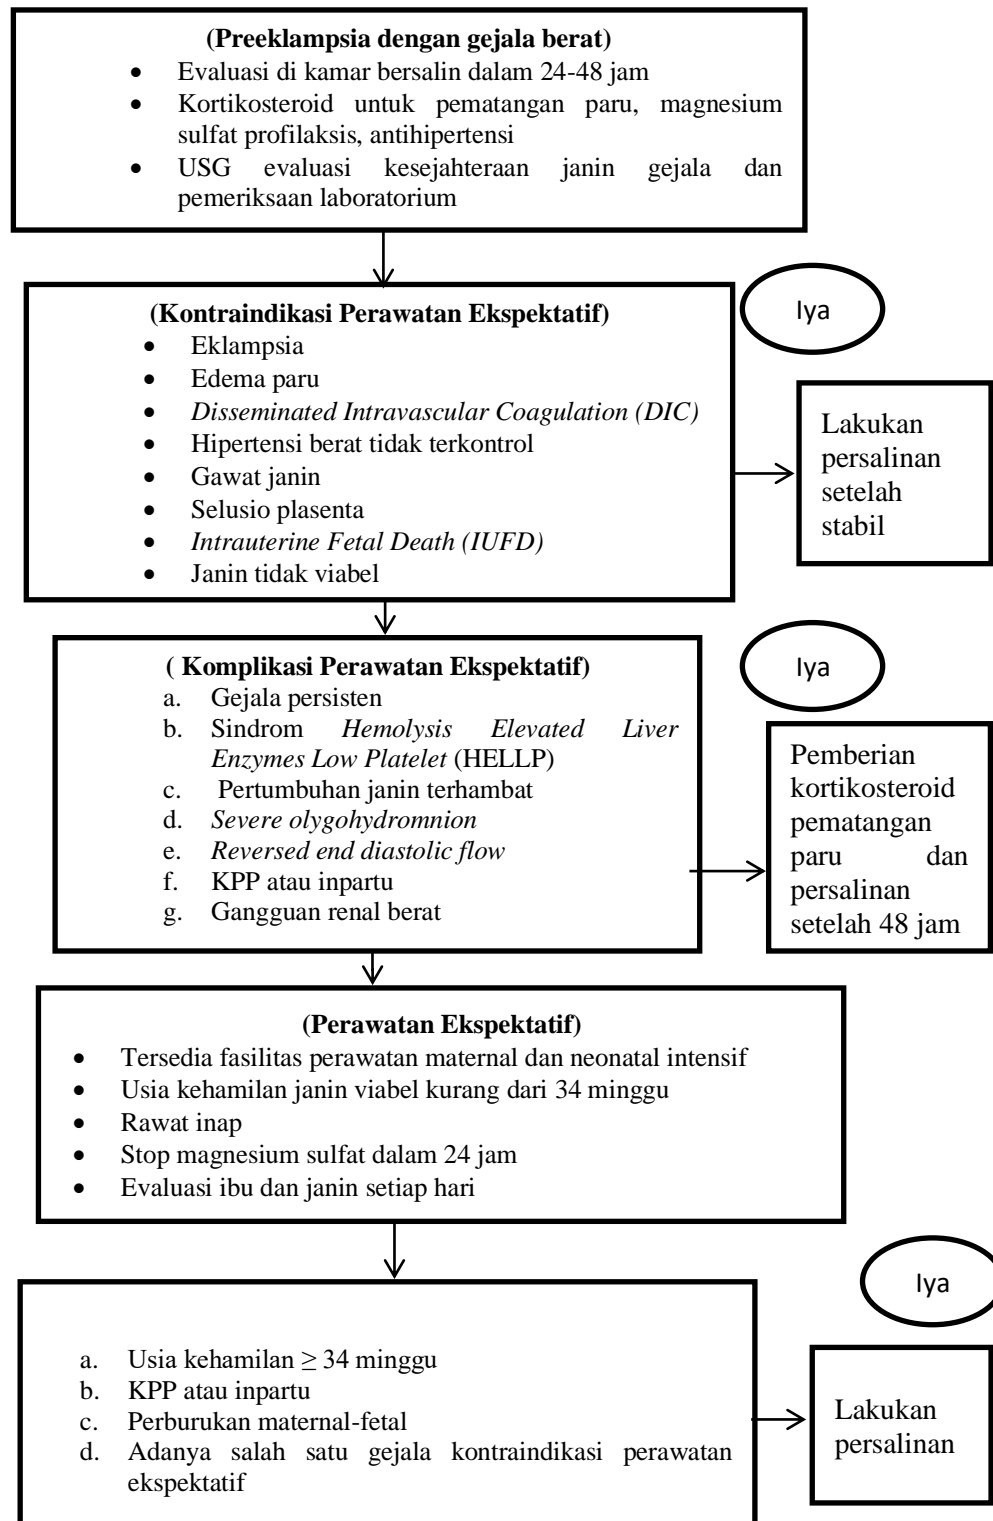 (Preeklampsia dengan gejala berat)
• Evaluasi di kamar bersalin dalam 24-48 jam
• Kortikosteroid untuk pematangan paru, magnesium
sulfat profilaksis, antihipertensi
• USG evaluasi kesejahteraan janin gejala dan
pemeriksaan laboratorium
(Kontraindikasi Perawatan Ekspektatif)
• Eklampsia
• Edema paru
• Disseminated Intravascular Coagulation (DIC)
• Hipertensi berat tidak terkontrol
• Gawat janin
• Selusio plasenta
• Intrauterine Fetal Death (IUFD)
• Janin tidak viabel
Iya
Lakukan
persalinan
setelah
stabil
( Komplikasi Perawatan Ekspektatif)
a. Gejala persisten
b. Sindrom Hemolysis Elevated Liver
Enzymes Low Platelet (HELLP)
c. Pertumbuhan janin terhambat
d. Severe olygohydromnion
e. Reversed end diastolic flow
f. KPP atau inpartu
g. Gangguan renal berat
Iya
Pemberian
kortikosteroid
pematangan
paru dan
persalinan
setelah 48 jam
(Perawatan Ekspektatif)
• Tersedia fasilitas perawatan maternal dan neonatal intensif
• Usia kehamilan janin viabel kurang dari 34 minggu
• Rawat inap
• Stop magnesium sulfat dalam 24 jam
• Evaluasi ibu dan janin setiap hari
a. Usia kehamilan ≥ 34 minggu
b. KPP atau inpartu
c. Perburukan maternal-fetal
d. Adanya salah satu gejala kontraindikasi perawatan
ekspektatif
Iya
Lakukan
persalinan